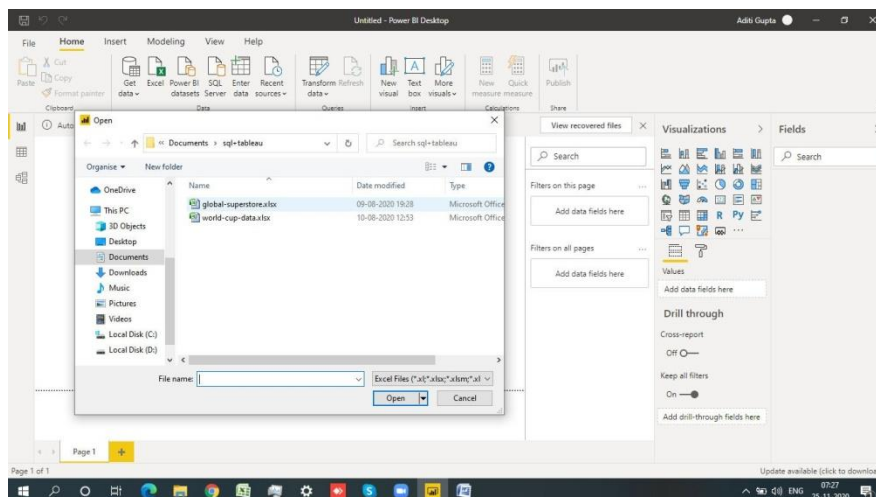 Untitled - Power BI Desktop
Aditi Gupta
File Home Insert Modeling View Help
Paste
Cut
Copy
Format painter
Get data
Excel
Power BI datasets
SQL Server
Enter data
Recent sources
Transform data
Refresh
New visual
Text box
More visuals
New measure
Quick measure
Publish
Clipboard
Data
Queries
Insert
Calculations
Share
Auto
View recovered files
Open
« Documents › sql+tableau
Search sql+tableau
Organise New folder
Name Date modified Type
OneDrive
This PC
3D Objects
Desktop
Documents
Downloads
Music
Pictures
Videos
Local Disk (C:)
Local Disk (D:)
global-superstore.xlsx 09-08-2020 19:28 Microsoft Office
world-cup-data.xlsx 10-08-2020 12:53 Microsoft Office
File name:
Excel Files (*.xl;*.xlsx;*.xlsm;*.xl
Open Cancel
Search
Filters on this page
Add data fields here
Filters on all pages
Add data fields here
Visualizations
R Py
Values
Add data fields here
Drill through
Cross-report
Off
Keep all filters
On
Add drill-through fields here
Fields
Search
Page 1
Page 1 of 1
Update available (click to downloa
ENG
07:27
25-11-2020